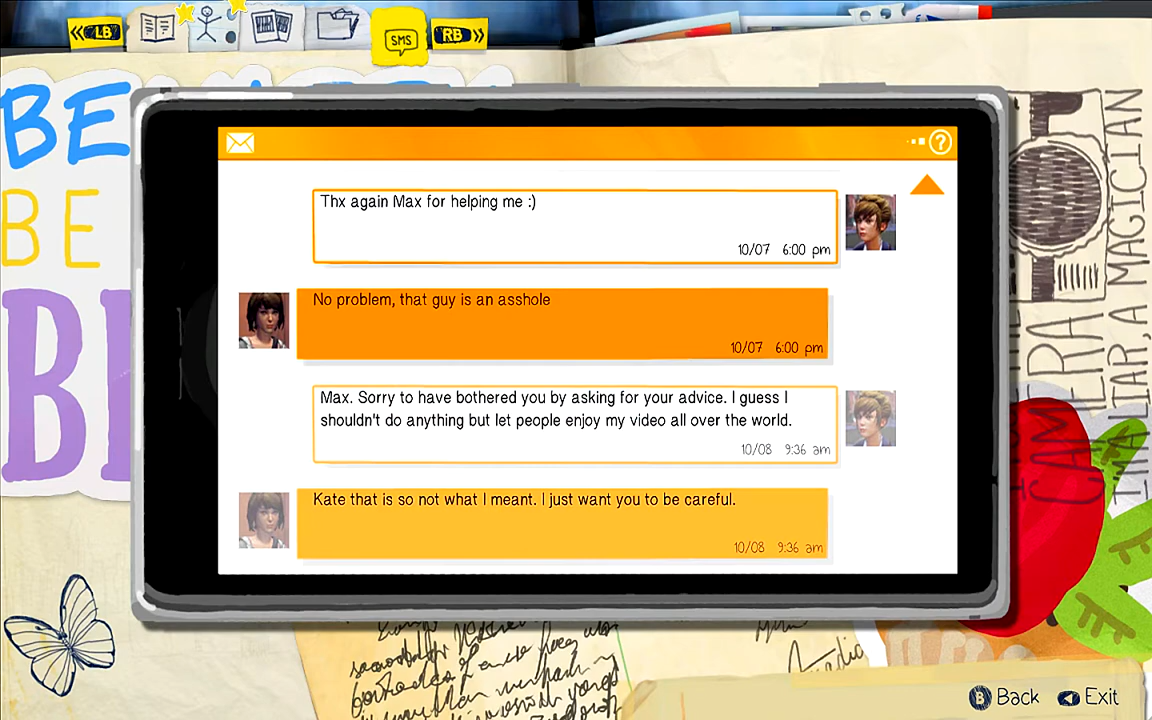 LB
SMS
RB
BE
BE
B
Thx again Max for helping me :)
10/07 6:00 pm
No problem, that guy is an asshole
10/07 6:00 pm
Max. Sorry to have bothered you by asking for your advice. I guess I
shouldn't do anything but let people enjoy my video all over the world.
10/08 9:36 am
Kate that is so not what I meant. I just want you to be careful.
10/08 9:36 am
?
CAMERA
I'M A LIAR, A MAGICIAN
B Back
Exit